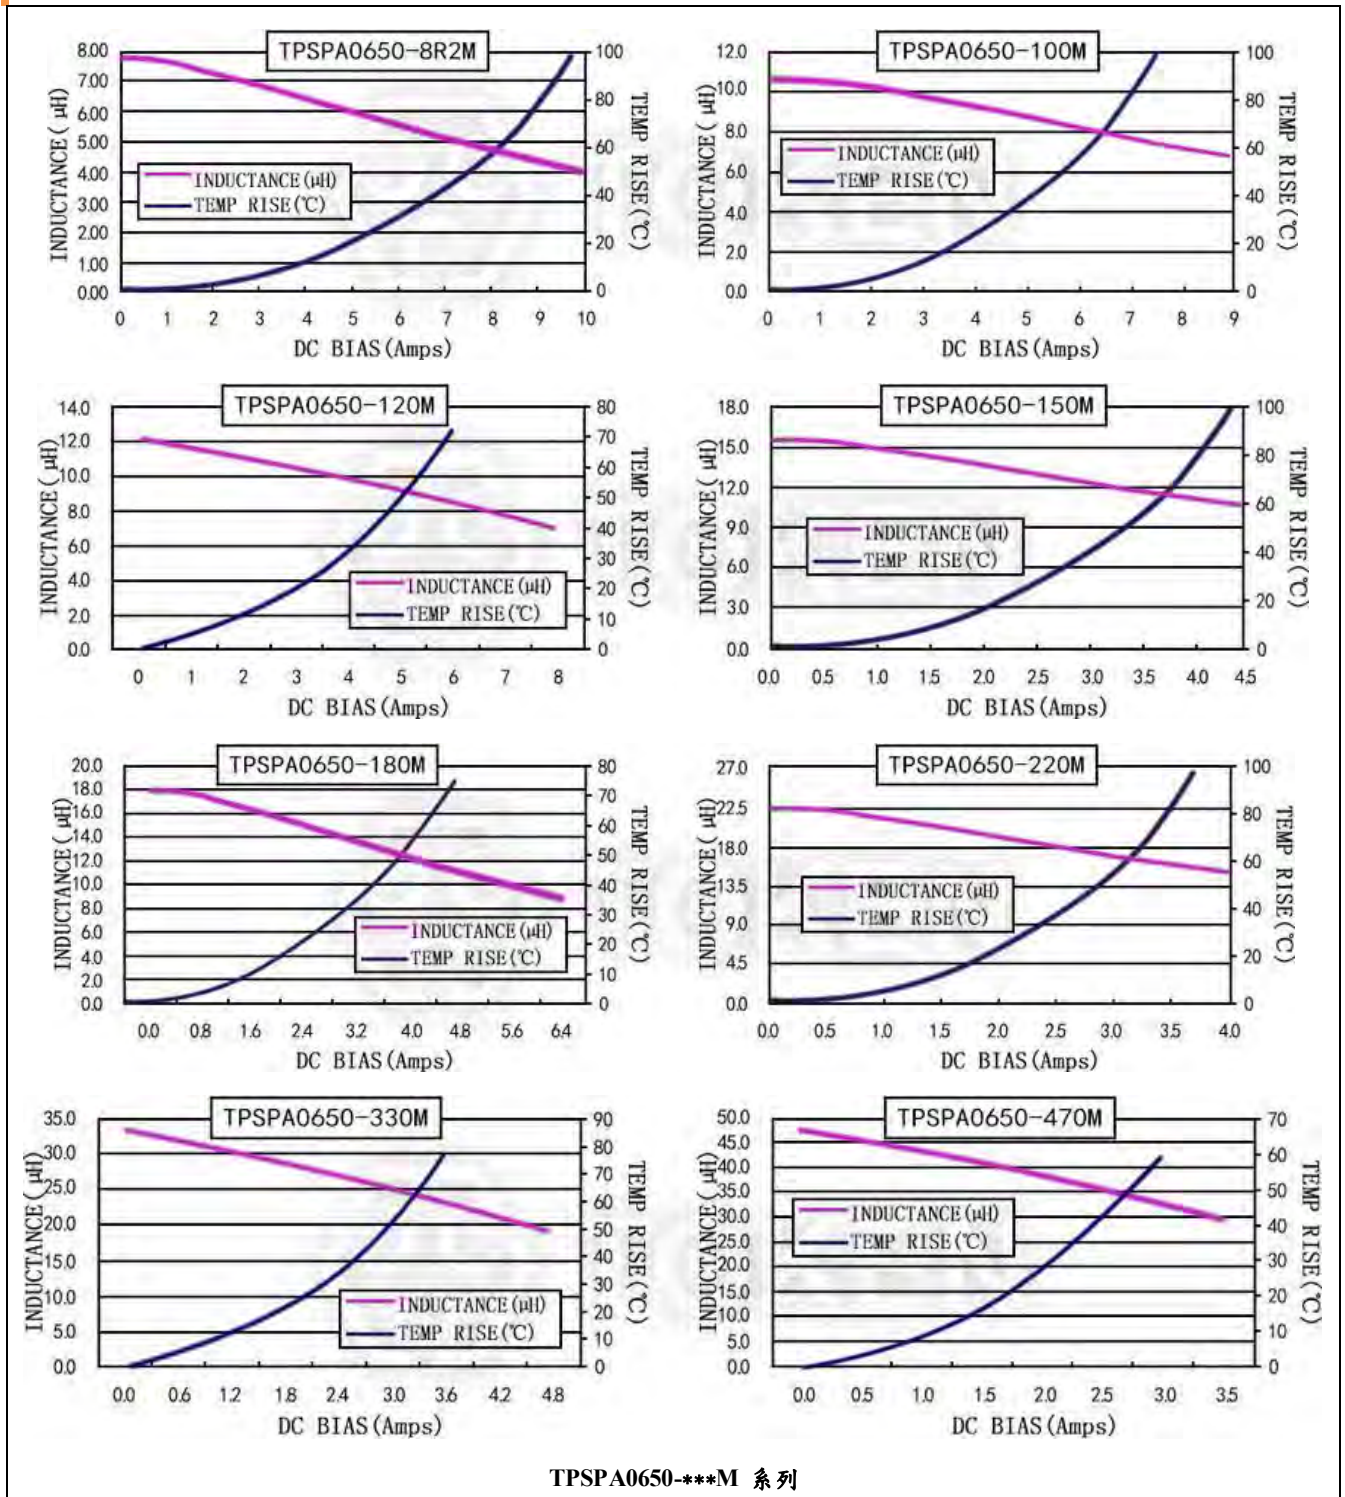 TPSPA0650-8R2M
INDUCTANCE( μH)
8.00
7.00
6.00
5.00
4.00
3.00
2.00
1.00
0.00
INDUCTANCE(μH)
TEMP RISE(℃)
100
80
60
40
20
0
TEMP RISE(℃)
0 1 2 3 4 5 6 7 8 9 10
DC BIAS(Amps)
TPSPA0650-100M
INDUCTANCE( μH)
12.0
10.0
8.0
6.0
4.0
2.0
0.0
INDUCTANCE(μH)
TEMP RISE(℃)
100
80
60
40
20
0
TEMP RISE(℃)
0 1 2 3 4 5 6 7 8 9
DC BIAS(Amps)
TPSPA0650-120M
INDUCTANCE( μH)
14.0
12.0
10.0
8.0
6.0
4.0
2.0
0.0
INDUCTANCE(μH)
TEMP RISE(℃)
80
70
60
50
40
30
20
10
0
TEMP RISE(℃)
0 1 2 3 4 5 6 7 8
DC BIAS(Amps)
TPSPA0650-150M
INDUCTANCE( μH)
18.0
15.0
12.0
9.0
6.0
3.0
0.0
INDUCTANCE(μH)
TEMP RISE(℃)
100
80
60
40
20
0
TEMP RISE(℃)
0.0 0.5 1.0 1.5 2.0 2.5 3.0 3.5 4.0 4.5
DC BIAS(Amps)
TPSPA0650-180M
INDUCTANCE( μH)
20.0
18.0
16.0
14.0
12.0
10.0
8.0
6.0
4.0
2.0
0.0
INDUCTANCE(μH)
TEMP RISE(℃)
80
70
60
50
40
30
20
10
0
TEMP RISE(℃)
0.0 0.8 1.6 2.4 3.2 4.0 4.8 5.6 6.4
DC BIAS(Amps)
TPSPA0650-220M
INDUCTANCE( μH)
27.0
22.5
18.0
13.5
9.0
4.5
0.0
INDUCTANCE(μH)
TEMP RISE(℃)
100
80
60
40
20
0
TEMP RISE(℃)
0.0 0.5 1.0 1.5 2.0 2.5 3.0 3.5 4.0
DC BIAS(Amps)
TPSPA0650-330M
INDUCTANCE( μH)
35.0
30.0
25.0
20.0
15.0
10.0
5.0
0.0
INDUCTANCE(μH)
TEMP RISE(℃)
90
80
70
60
50
40
30
20
10
0
TEMP RISE(℃)
0.0 0.6 1.2 1.8 2.4 3.0 3.6 4.2 4.8
DC BIAS(Amps)
TPSPA0650-470M
INDUCTANCE( μH)
50.0
45.0
40.0
35.0
30.0
25.0
20.0
15.0
10.0
5.0
0.0
INDUCTANCE(μH)
TEMP RISE(℃)
70
60
50
40
30
20
10
0
TEMP RISE(℃)
0.0 0.5 1.0 1.5 2.0 2.5 3.0 3.5
DC BIAS(Amps)
TPSPA0650-***M 系列